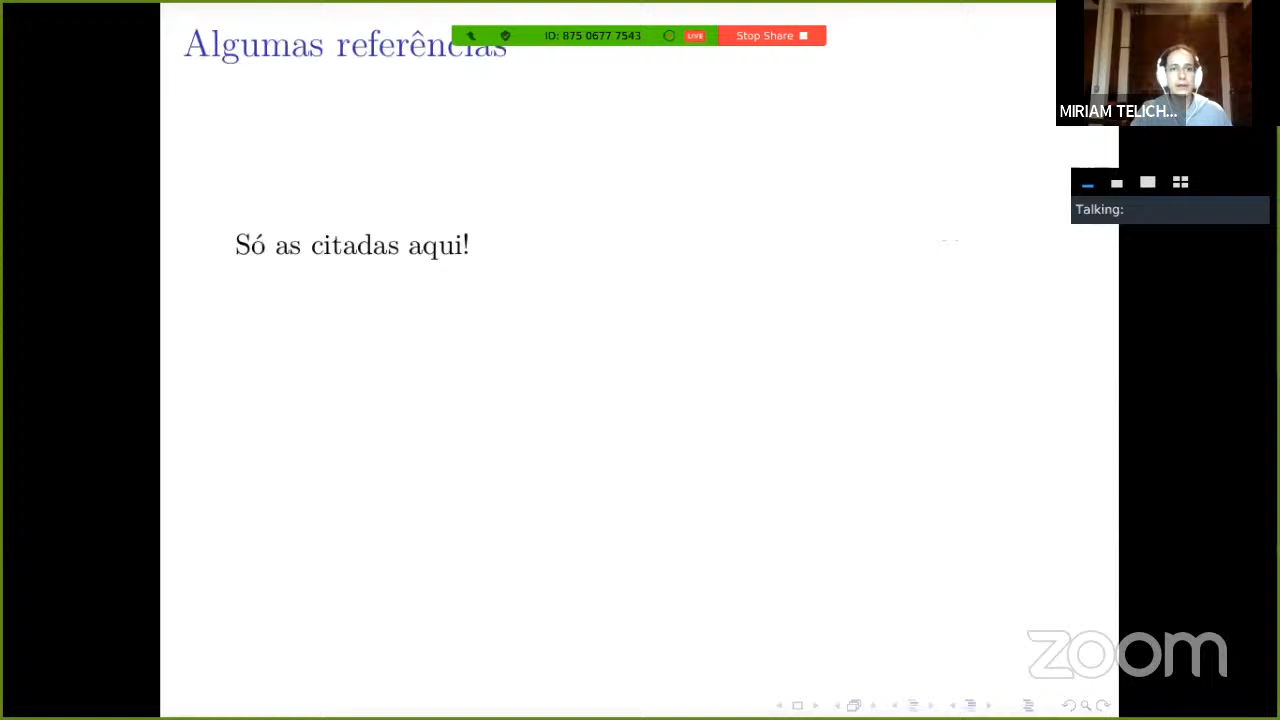 Algumas referências
ID: 875 0677 7543
LIVE
Stop Share
MIRIAM TELICH...
Talking:
Só as citadas aqui!
zoom